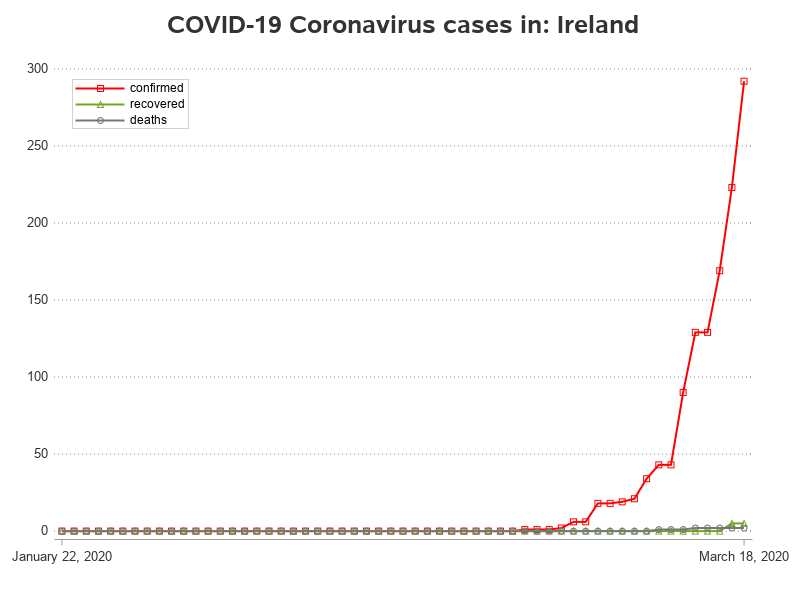 COVID-19 Coronavirus cases in: Ireland
300
confirmed
recovered
deaths
250
200
150
100
50
0
January 22, 2020
March 18, 2020